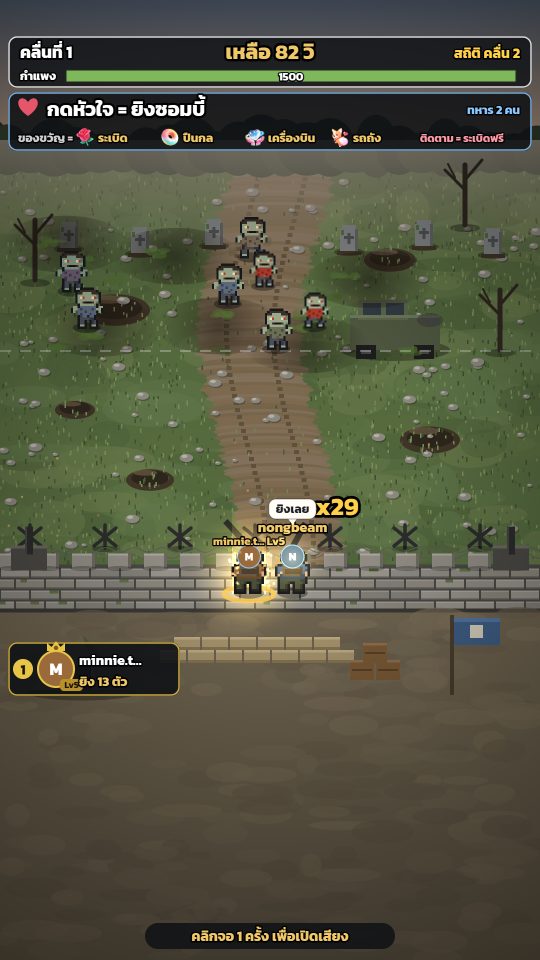 คลื่นที่ 1
เหลือ 82 วิ
สถิติ คลื่น 2
กำแพง
1500
กดหัวใจ = ยิงซอมบี้
ทหาร 2 คน
ของขวัญ = ระเบิด ปืนกล เครื่องบิน รถถัง
ติดตาม = ระเบิดฟรี
ยิงเลย
x29
nongbeam
minnie.t... Lv5
M
N
1
M
minnie.t...
ยิง 13 ตัว
คลิกจอ 1 ครั้ง เพื่อเปิดเสียง